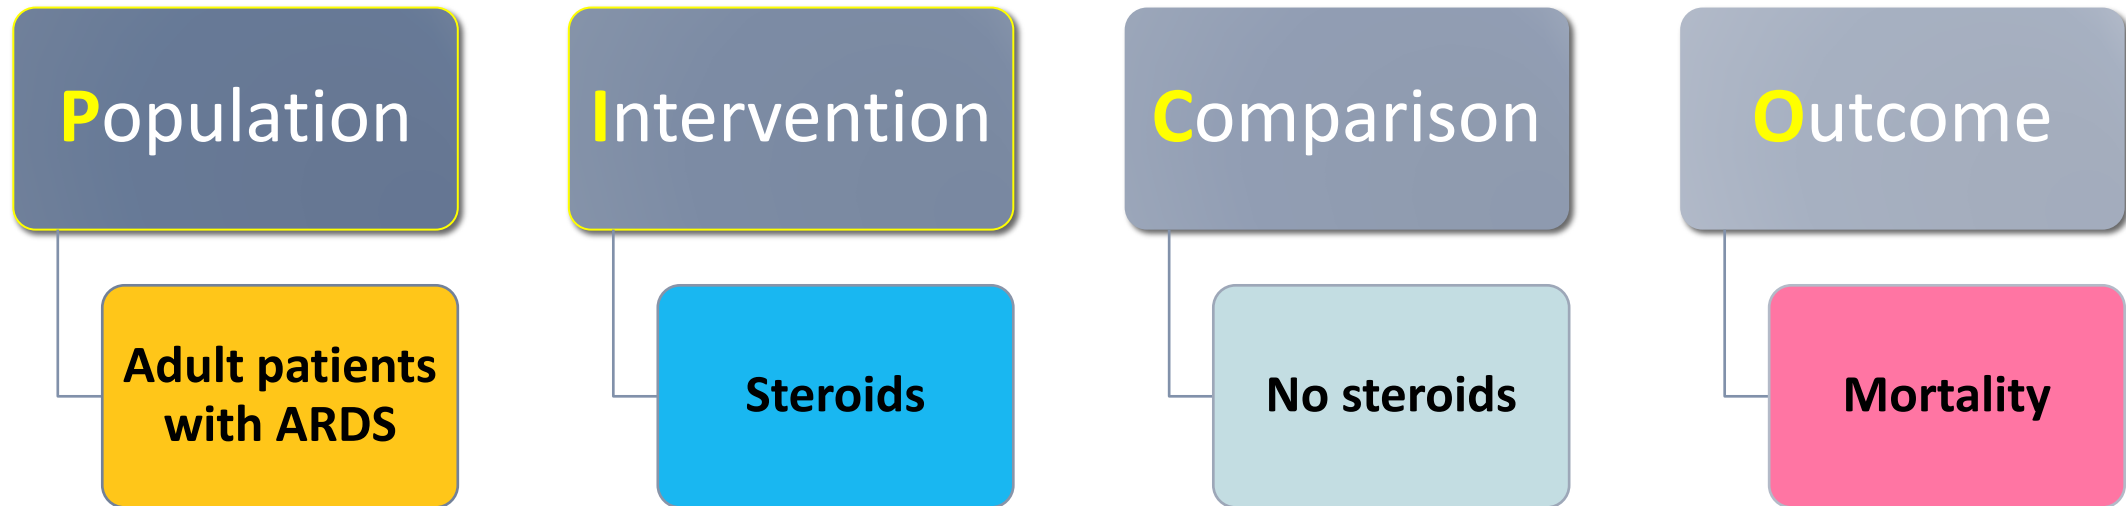 Population
Intervention
Comparison
Outcome
Adult patients
with ARDS
Steroids
No steroids
Mortality